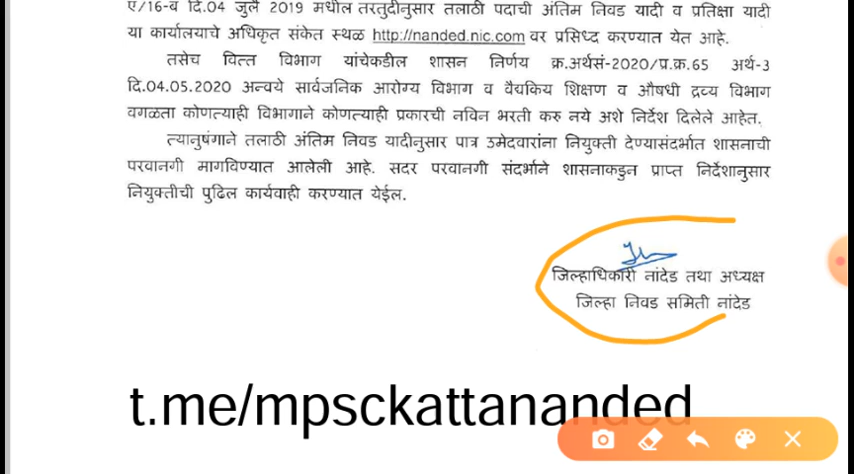 ए/16-ब दि.04 जुलै 2019 मधील तरतुदीनुसार तलाठी पदाची अंतिम निवड यादी व प्रतिक्षा यादी
या कार्यालयाचे अधिकृत संकेत स्थळ http://nanded.nic.com वर प्रसिध्द करण्यात येत आहे.
तसेच वित्त विभाग यांचेकडील शासन निर्णय क्र.अर्थसं-2020/प्र.क्र.65 अर्थ-3
दि.04.05.2020 अन्वये सार्वजनिक आरोग्य विभाग व वैद्यकिय शिक्षण व औषधी द्रव्य विभाग
वगळता कोणत्याही विभागाने कोणत्याही प्रकारची नविन भरती करु नये अशे निर्देश दिलेले आहेत.
त्यानुषंगाने तलाठी अंतिम निवड यादीनुसार पात्र उमेदवारांना नियुक्ती देण्यासंदर्भात शासनाची
परवानगी मागविण्यात आलेली आहे. सदर परवानगी संदर्भाने शासनाकडुन प्राप्त निर्देशानुसार
नियुक्तीची पुढिल कार्यवाही करण्यात येईल.
जिल्हाधिकारी नांदेड तथा अध्यक्ष
जिल्हा निवड समिती नांदेड
t.me/mpsckattananded